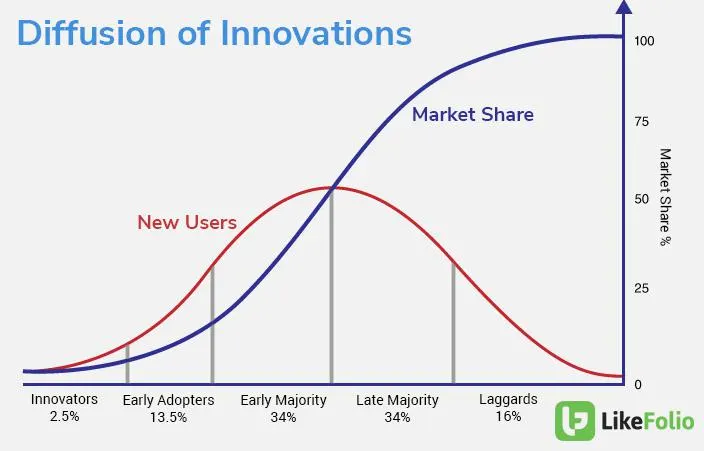 Diffusion of Innovations
100
Market Share
75
Market Share %
50
New Users
25
0
Innovators
2.5%
Early Adopters
13.5%
Early Majority
34%
Late Majority
34%
Laggards
16%
LikeFolio